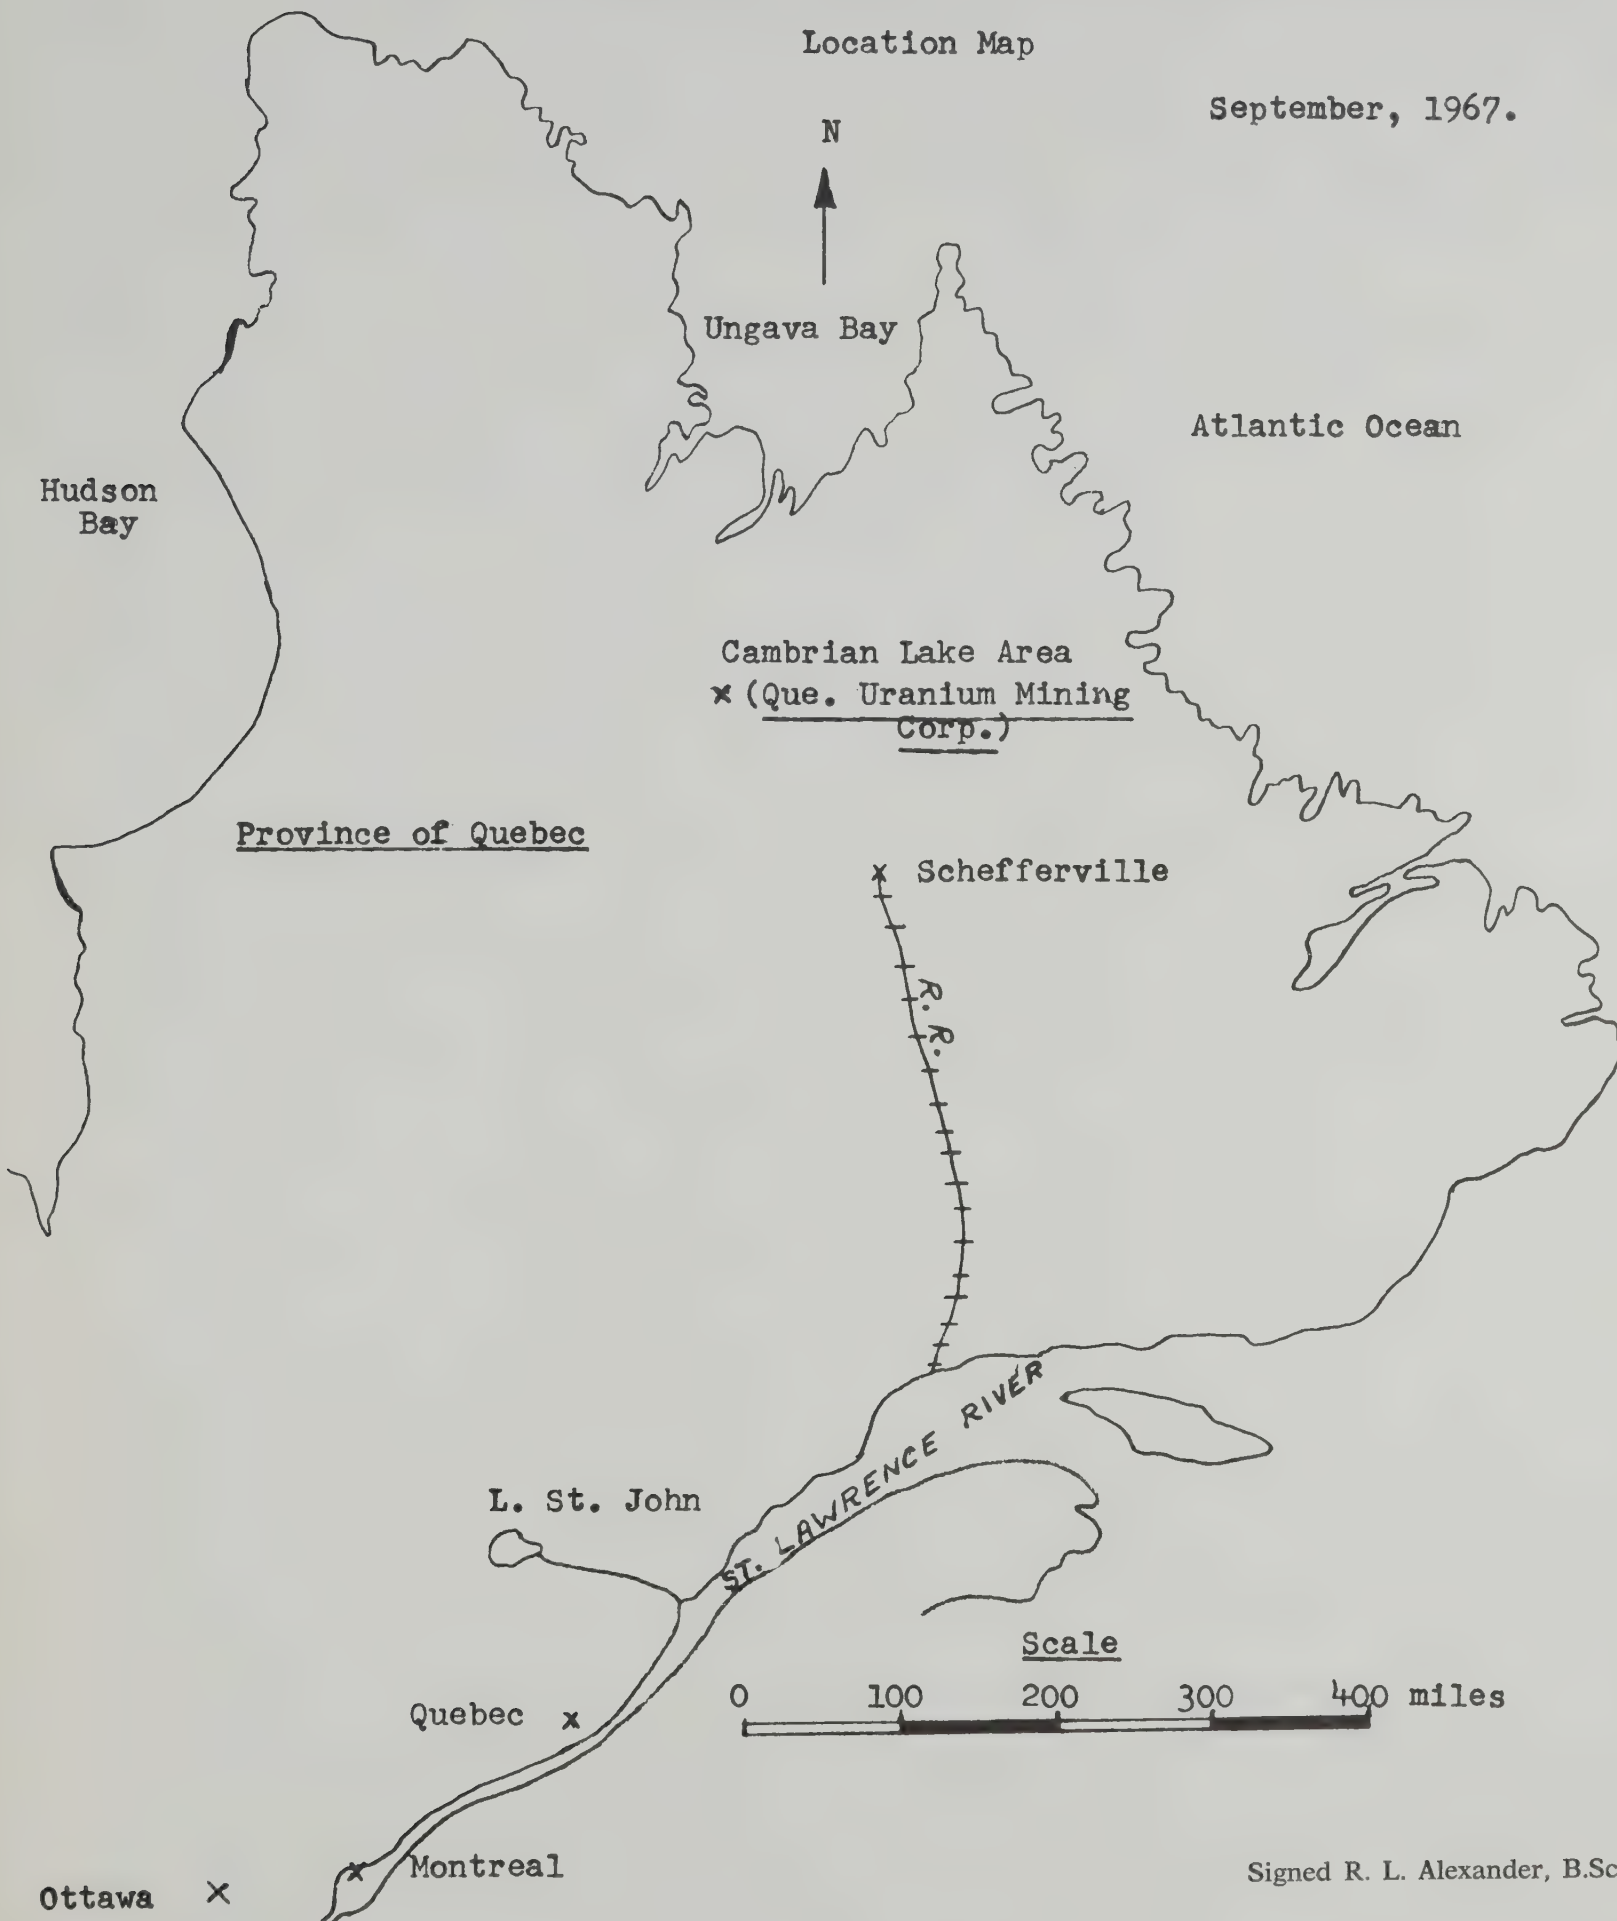 Location Map
September, 1967.
N
Ungava Bay
Atlantic Ocean
Hudson
Bay
Cambrian Lake Area
x (Que. Uranium Mining
Corp.)
Province of Quebec
x Schefferville
R. R.
ST. LAWRENCE RIVER
L. St. John
Scale
0 100 200 300 400 miles
Quebec x
x Montreal
Ottawa x
Signed R. L. Alexander, B.Sc